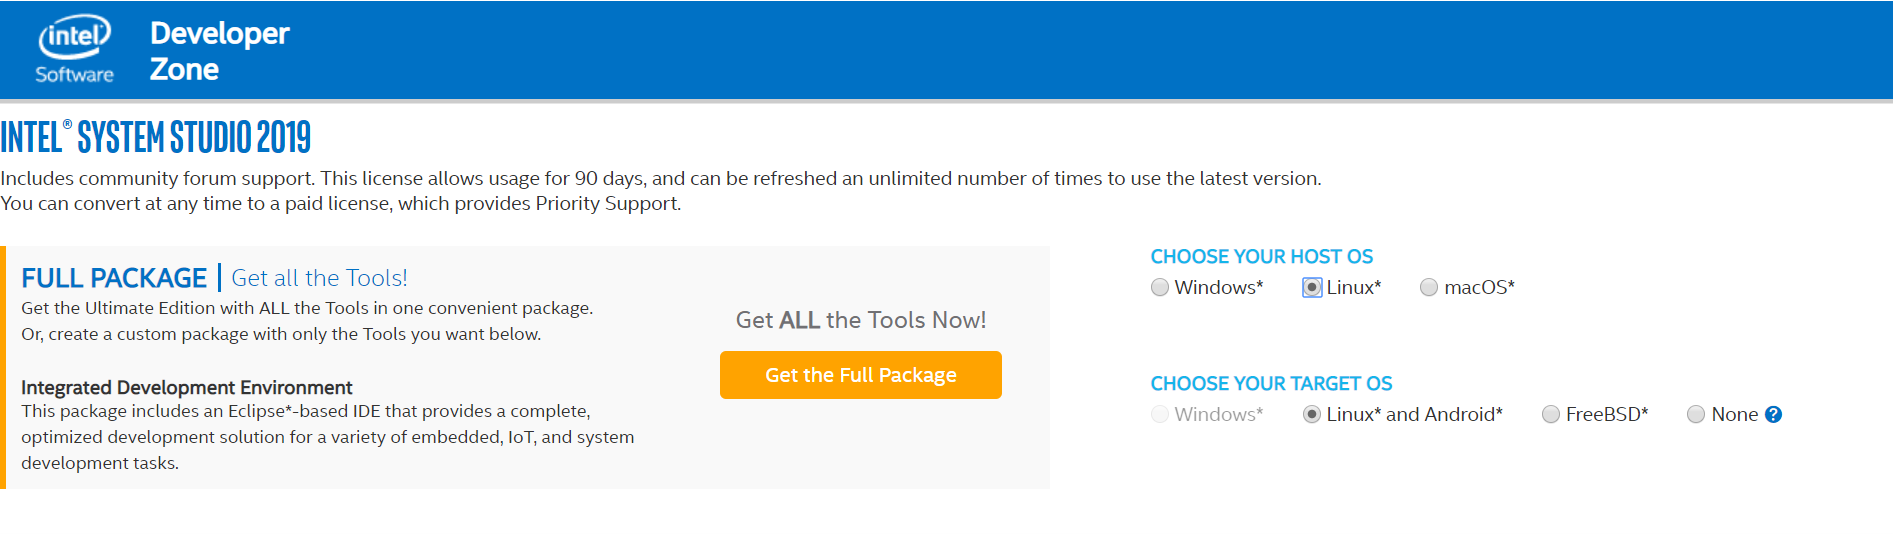 intel
Software
Developer
Zone
INTEL® SYSTEM STUDIO 2019
Includes community forum support. This license allows usage for 90 days, and can be refreshed an unlimited number of times to use the latest version.
You can convert at any time to a paid license, which provides Priority Support.
FULL PACKAGE | Get all the Tools!
Get the Ultimate Edition with ALL the Tools in one convenient package.
Or, create a custom package with only the Tools you want below.
Integrated Development Environment
This package includes an Eclipse*-based IDE that provides a complete,
optimized development solution for a variety of embedded, IoT, and system
development tasks.
Get ALL the Tools Now!
Get the Full Package
CHOOSE YOUR HOST OS
Windows* Linux* macOS*
CHOOSE YOUR TARGET OS
Windows* Linux* and Android* FreeBSD* None ?